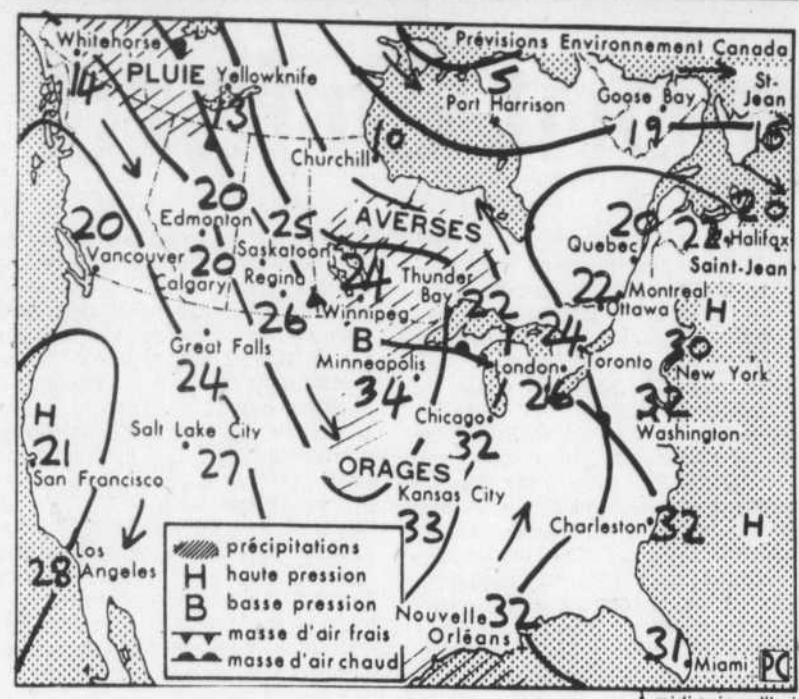 Prévisions Environnement Canada
Whitehorse
14
PLUIE
Yellowknife
13
5
Port Harrison
Goose Bay
19
St-
Jean
16
Churchill
10
20
Edmonton
20
Vancouver
25
Saskatoon
AVERSES
20
Calgary
Regina
26
24
Winnipeg
Thunder
Bay
22
20
Quebec
20
Halifax
Saint-Jean
22
Montreal
Ottawa
H
Great Falls
24
B
Minneapolis
34
London
26
24
Toronto
30
New York
Chicago
32
32
Washington
H
21
San Francisco
Salt Lake City
27
ORAGES
Kansas City
33
Charleston
32
H
Los
Angeles
28
précipitations
H haute pression
B basse pression
masse d'air frais
masse d'air chaud
Nouvelle
Orléans
32
31
Miami
PC